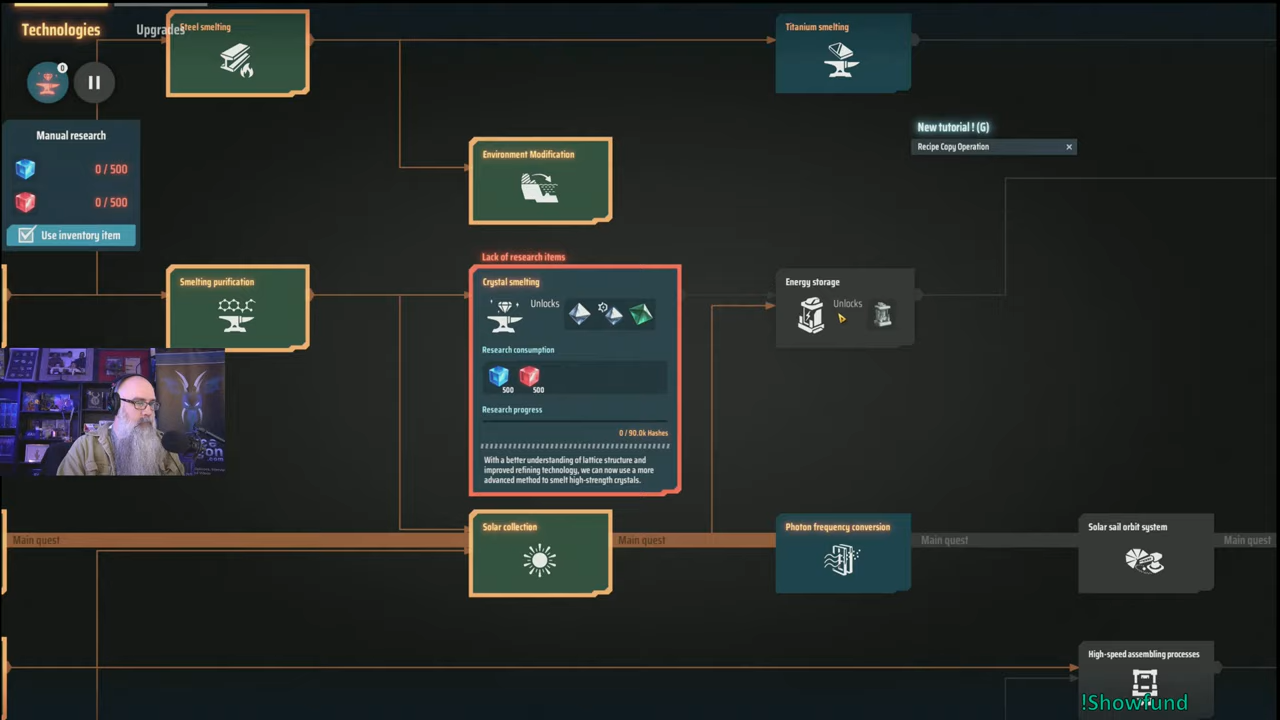 Technologies
Upgrades
Steel smelting
Titanium smelting
0
Manual research
0 / 500
0 / 500
Use inventory item
New tutorial ! (G)
Recipe Copy Operation
Environment Modification
Lack of research items
Smelting purification
Crystal smelting
Unlocks
Energy storage
Unlocks
Research consumption
500
500
Research progress
0 / 90.0k Hashes
With a better understanding of lattice structure and
improved refining technology, we can now use a more
advanced method to smelt high-strength crystals.
Main quest
Solar collection
Main quest
Photon frequency conversion
Main quest
Solar sail orbit system
Main quest
High-speed assembling processes
!Showfund